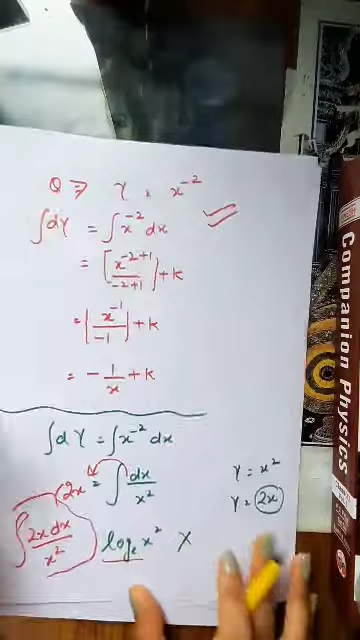 Q ⇒ Y = x⁻²
∫dY = ∫x⁻² dx
= [x⁻²⁺¹ / -2+1] + k
= [x⁻¹ / -1] + k
= - 1/x + k
∫dY = ∫x⁻² dx
(2x = ∫ dx/x²
Y = x²
Y = 2x
∫ 2x dx / x²
logₑ x² ×
Companion
Physics